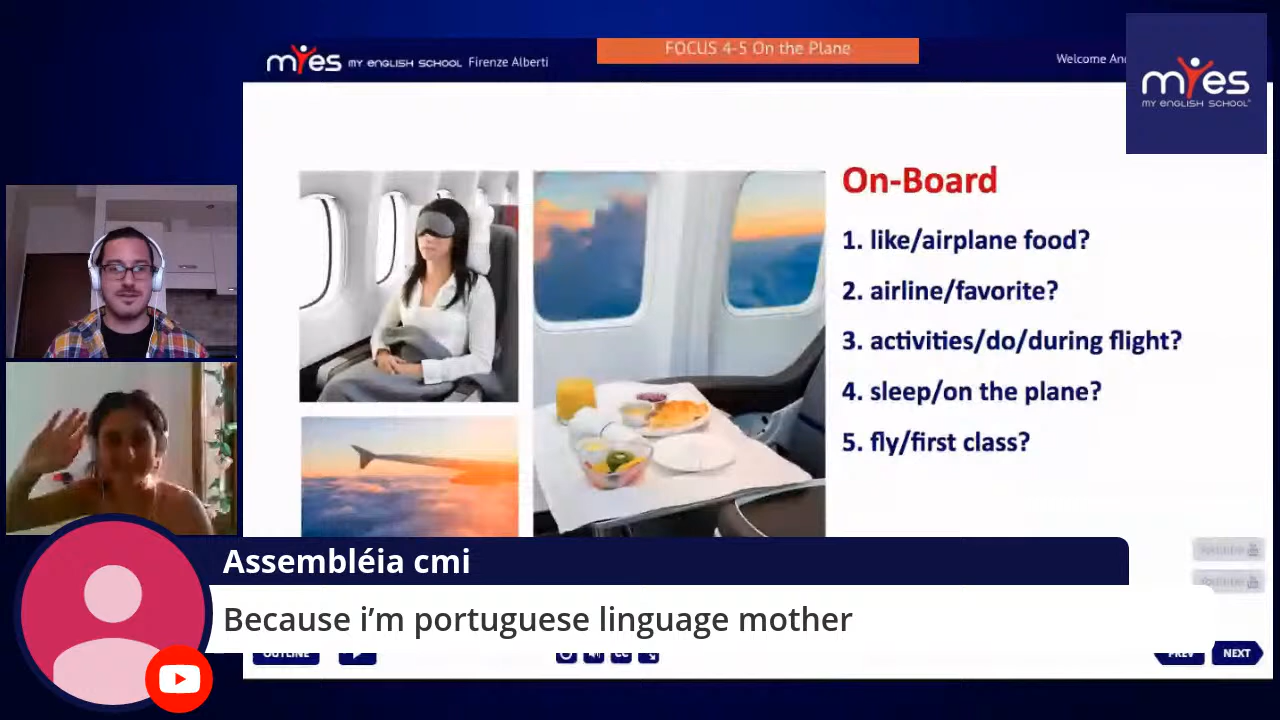 FOCUS 4-5 On the Plane
myes MY ENGLISH SCHOOL Firenze Alberti
Welcome
myes
MY ENGLISH SCHOOL
On-Board
1. like/airplane food?
2. airline/favorite?
3. activities/do/during flight?
4. sleep/on the plane?
5. fly/first class?
Assembléia cmi
Because i’m portuguese linguage mother
OUTLINE
CC
PREV
NEXT